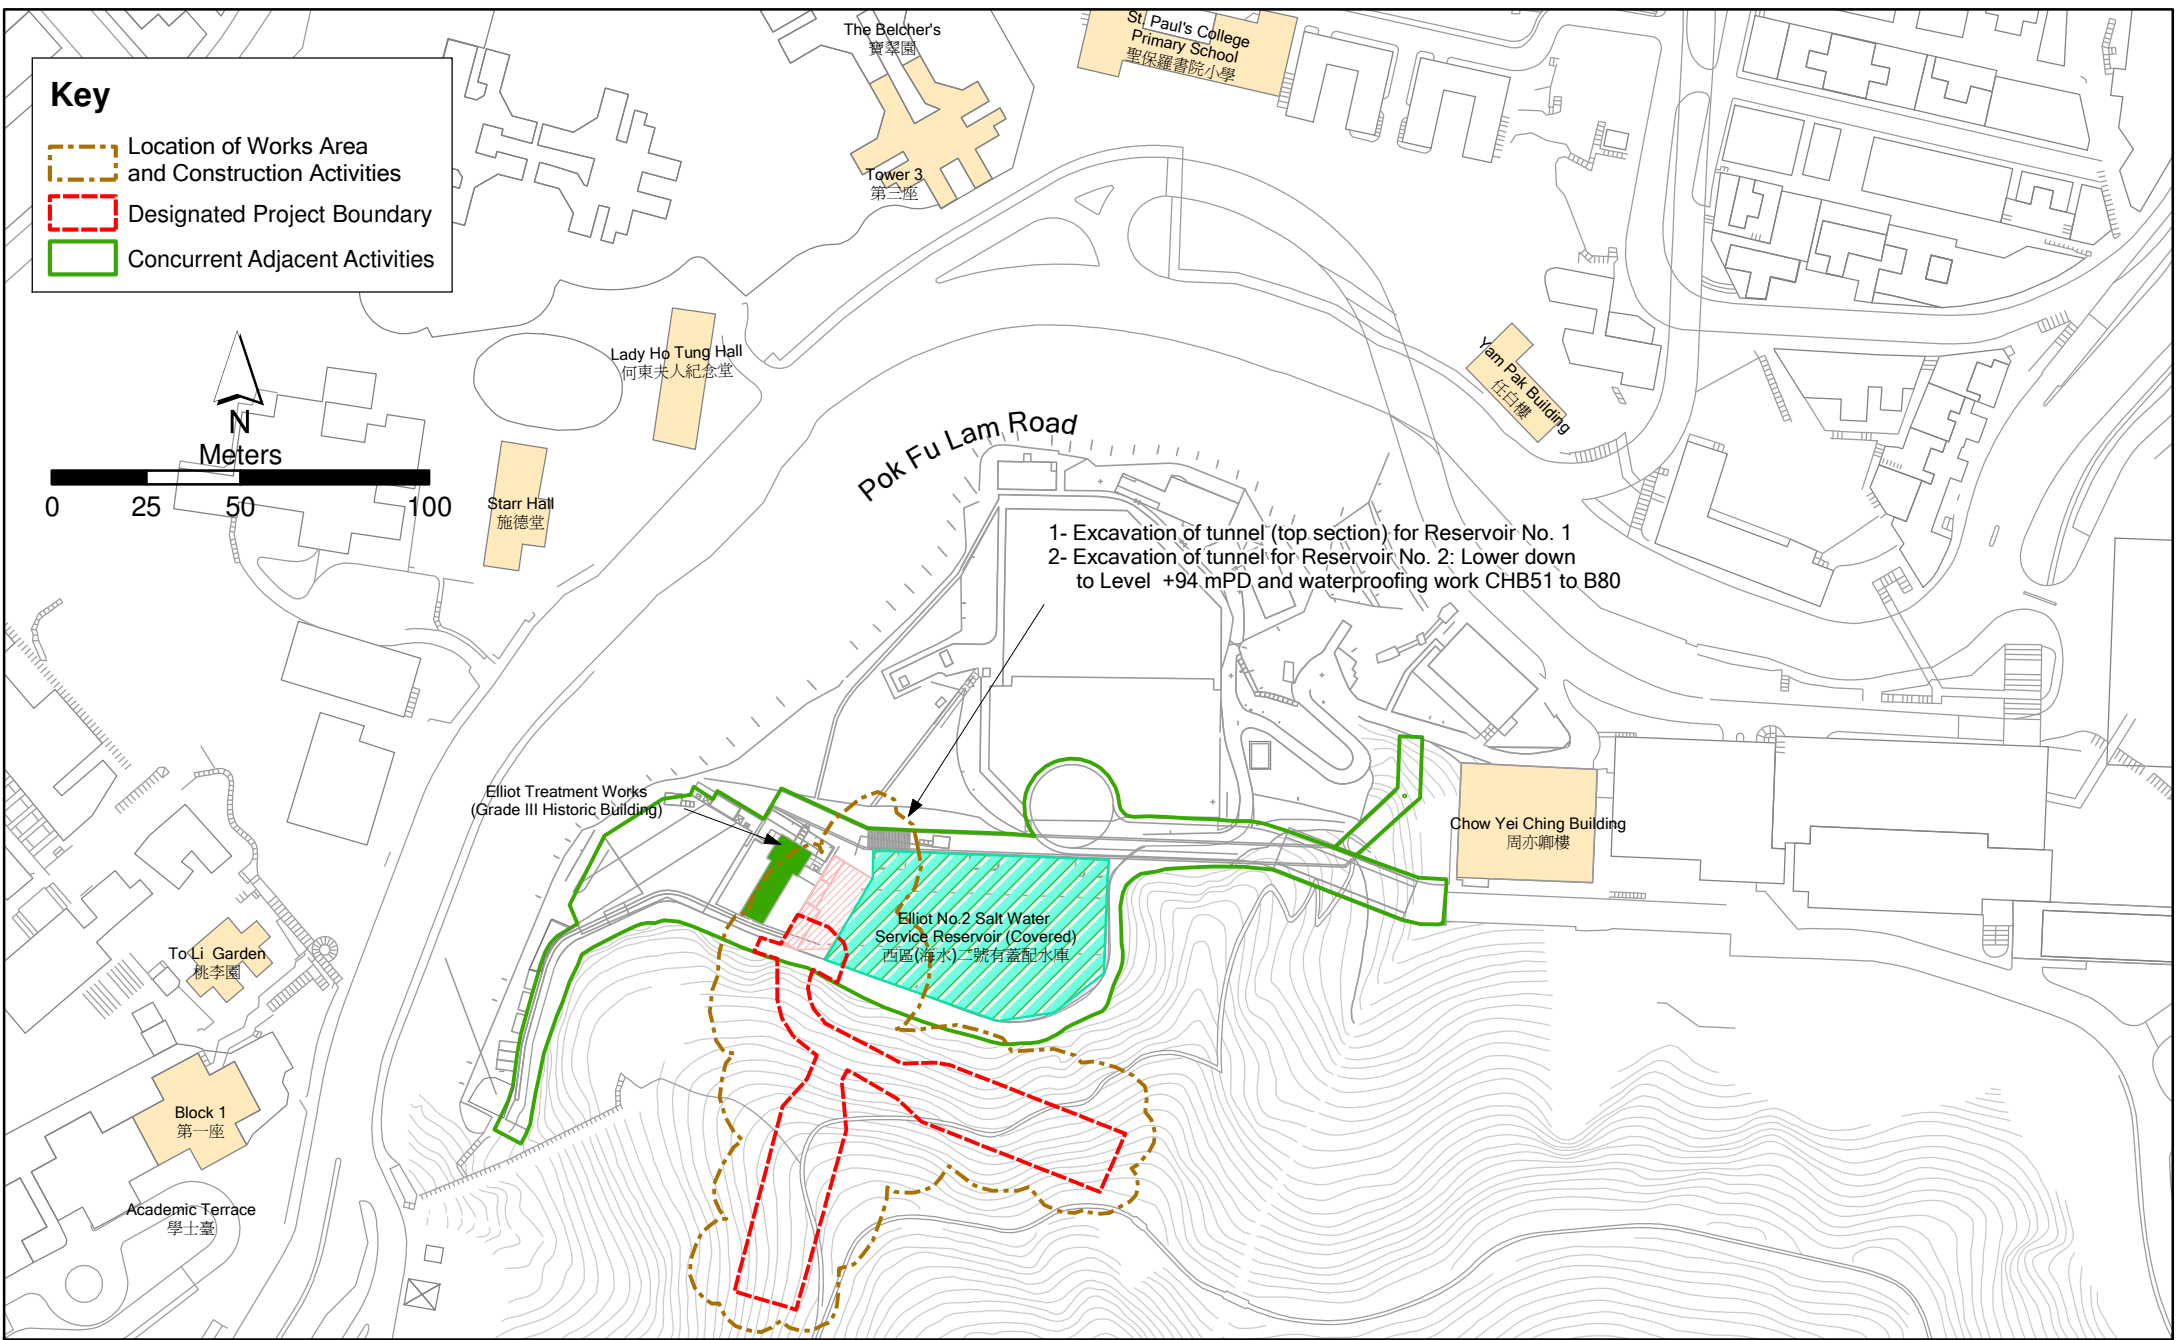 The Belcher's
寶翠園
St. Paul's College
Primary School
聖保羅書院小學
Key
Location of Works Area
and Construction Activities
Designated Project Boundary
Concurrent Adjacent Activities
Tower 3
第三座
N
Meters
0 25 50 100
Lady Ho Tung Hall
何東夫人紀念堂
Starr Hall
施德堂
Yam Pak Building
任白樓
Pok Fu Lam Road
1- Excavation of tunnel (top section) for Reservoir No. 1
2- Excavation of tunnel for Reservoir No. 2: Lower down
to Level +94 mPD and waterproofing work CHB51 to B80
Elliot Treatment Works
(Grade III Historic Building)
Chow Yei Ching Building
周亦卿樓
Elliot No.2 Salt Water
Service Reservoir (Covered)
西區(海水)二號有蓋配水庫
To Li Garden
桃李園
Block 1
第一座
Academic Terrace
學士臺